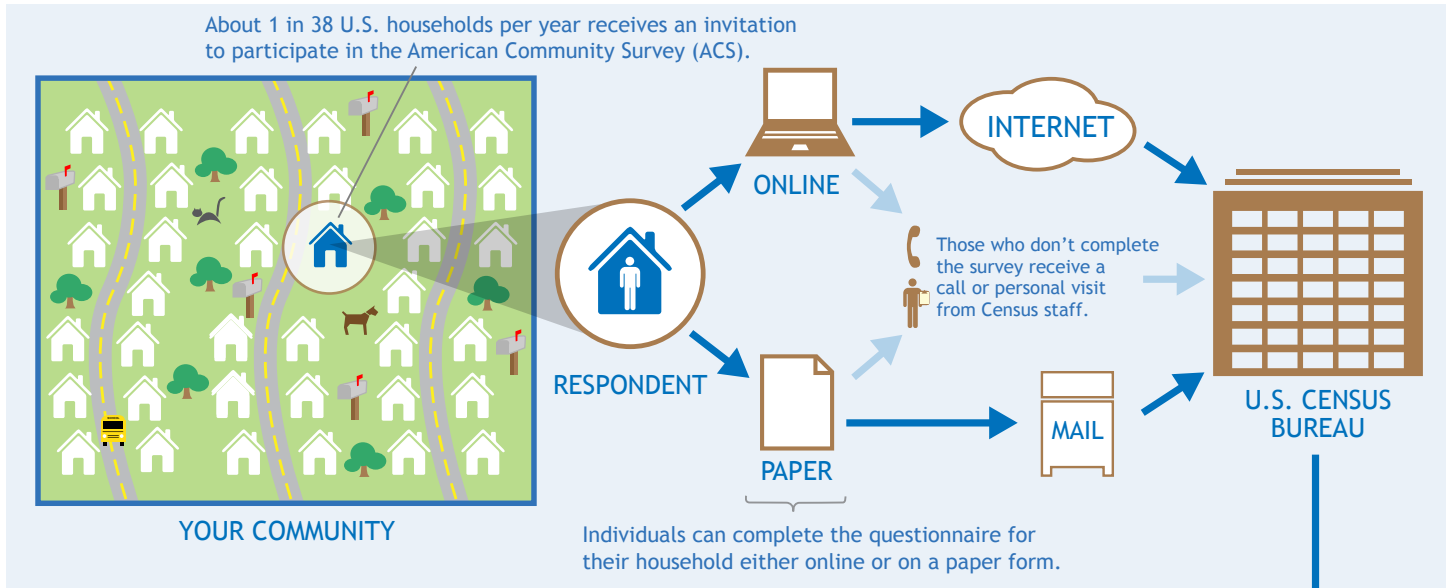 About 1 in 38 U.S. households per year receives an invitation
to participate in the American Community Survey (ACS).
YOUR COMMUNITY
RESPONDENT
ONLINE
INTERNET
Those who don’t complete
the survey receive a
call or personal visit
from Census staff.
PAPER
MAIL
U.S. CENSUS
BUREAU
Individuals can complete the questionnaire for
their household either online or on a paper form.